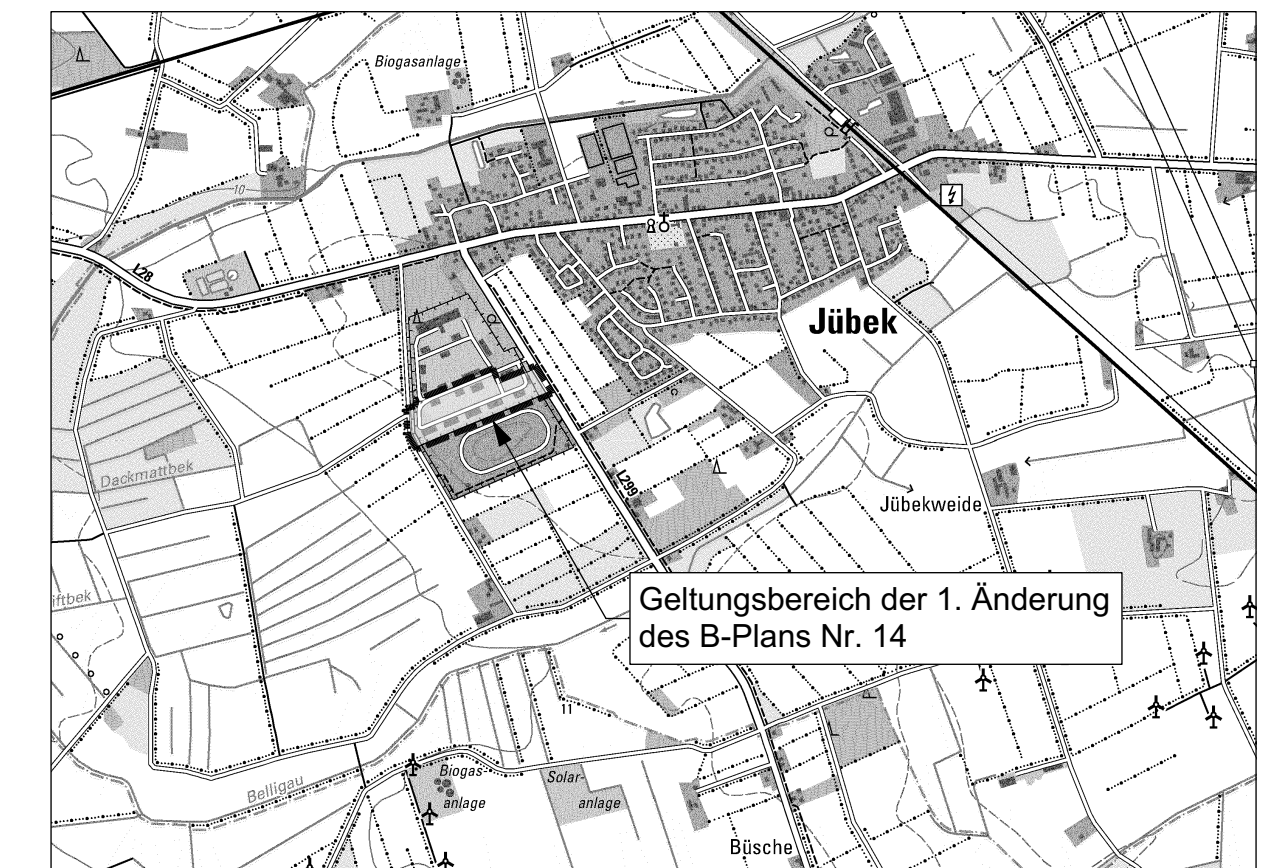 Biogasanlage
10
L28
Jübek
Dackmattbek
L299
Jübekweide
iftbek
Geltungsbereich der 1. Änderung
des B-Plans Nr. 14
11
Belligau
Biogas-
anlage
Solar-
anlage
Büsche